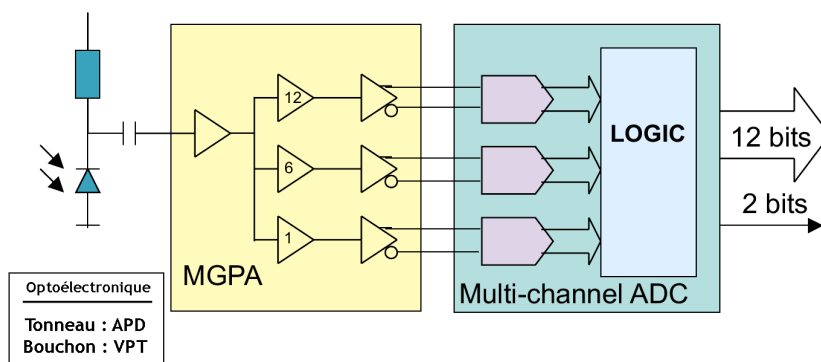 12
6
1
MGPA
LOGIC
Multi-channel ADC
12 bits
2 bits
Optoélectronique
Tonneau : APD
Bouchon : VPT